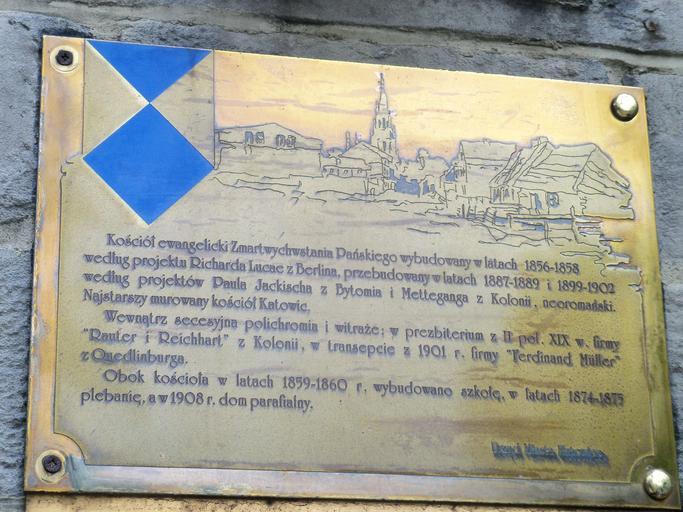 Kościół ewangelicki Zmartwychwstania Pańskiego wybudowany w latach 1856-1858
według projektu Richarda Lucae z Berlina, przebudowany w latach 1887-1889 i 1899-1902
według projektów Paula Jackischa z Bytomia i Metteganga z Kolonii, neoromański.
Najstarszy murowany kościół Katowic.
Wewnątrz secesyjna polichromia i witraże; w prezbiterium z II poł. XIX w. firmy
"Rauter i Reichhart" z Kolonii, w transepcie z 1901 r. firmy "Ferdinand Müller"
z Quedlinburga.
Obok kościoła w latach 1859-1860 r. wybudowano szkołę, w latach 1874-1875
plebanię, a w 1908 r. dom parafialny.
Urząd Miasta Katowice